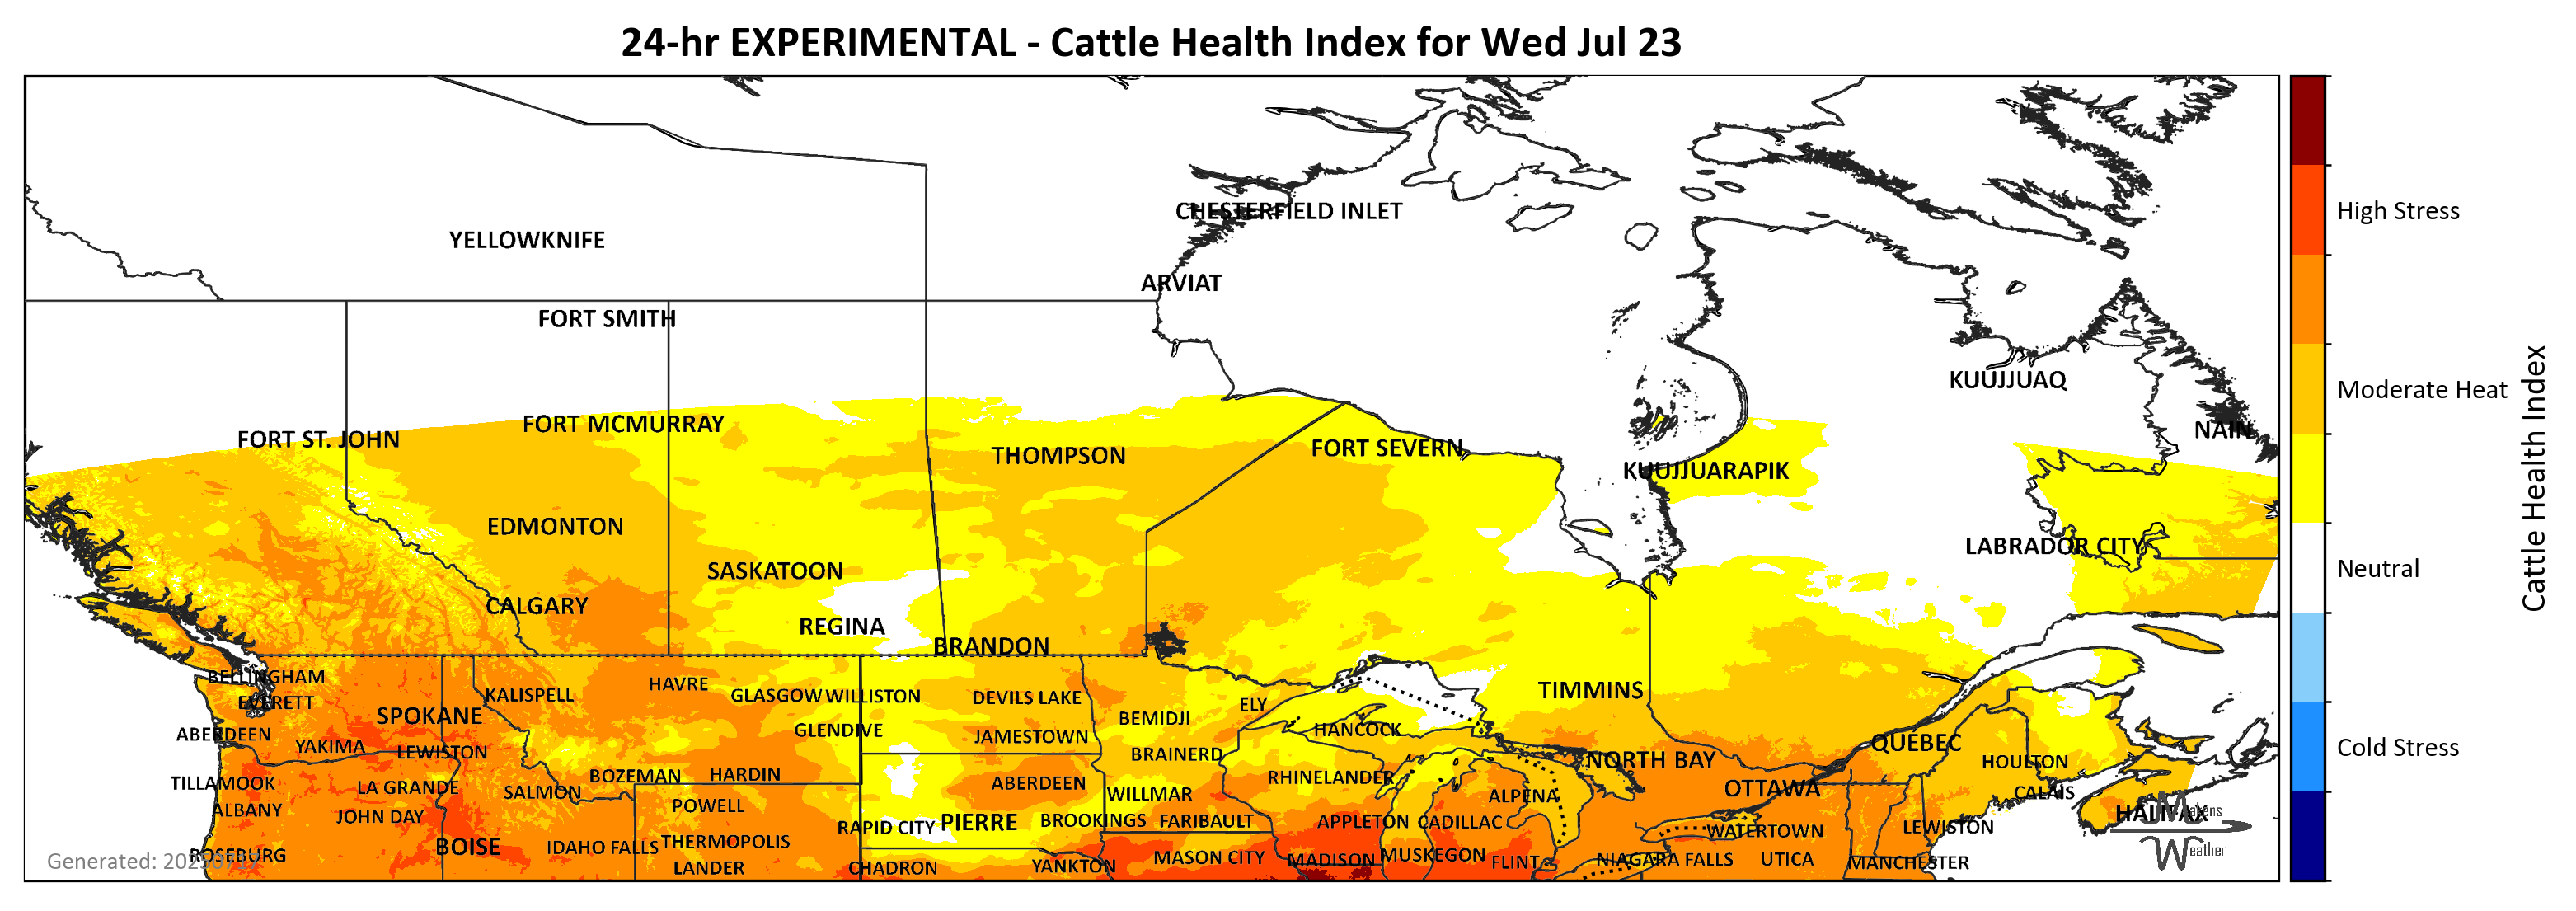 24-hr EXPERIMENTAL - Cattle Health Index for Wed Jul 23
CHESTERFIELD INLET
High Stress
YELLOWKNIFE
ARVIAT
FORT SMITH
KUUJJUAQ
Moderate Heat
FORT MCMURRAY
NAIN
FORT ST. JOHN
FORT SEVERN
THOMPSON
KUUJJUARAPIK
Cattle Health Index
EDMONTON
LABRADOR CITY
SASKATOON
Neutral
CALGARY
REGINA
BRANDON
BELLINGHAM
HAVRE
KALISPELL
GLASGOW
WILLISTON
DEVILS LAKE
TIMMINS
EVERETT
ELY
SPOKANE
BEMIDJI
ABERDEEN
GLENDIVE
JAMESTOWN
HANCOCK
QUEBEC
YAKIMA
LEWISTON
BRAINERD
NORTH BAY
HOULTON
Cold Stress
BOZEMAN
HARDIN
RHINELANDER
TILLAMOOK
LA GRANDE
SALMON
ABERDEEN
WILLMAR
ALPENA
OTTAWA
CALAIS
ALBANY
JOHN DAY
POWELL
HALIFAX
Makens
RAPID CITY
PIERRE
BROOKINGS
FARIBAULT
APPLETON
CADILLAC
WATERTOWN
LEWISTON
BOISE
IDAHO FALLS
THERMOPOLIS
Weather
ROSEBURG
MASON CITY
MADISON
MUSKEGON
FLINT
NIAGARA FALLS
UTICA
MANCHESTER
Generated:
LANDER
CHADRON
YANKTON